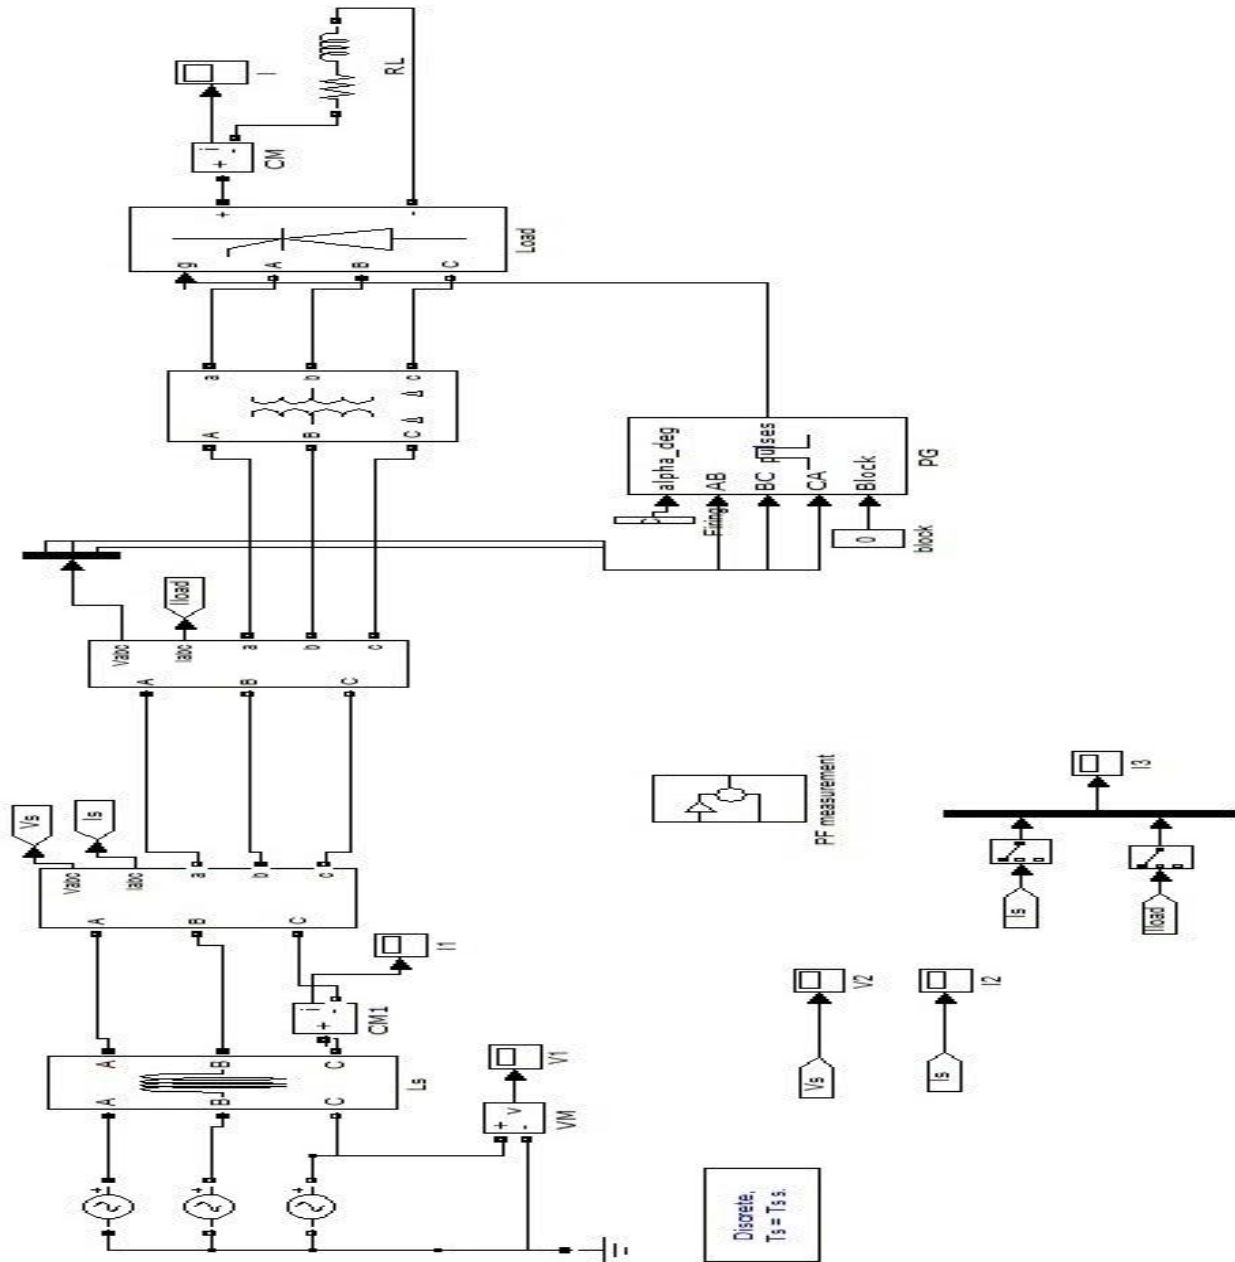 I
i
+
-
CM
RL
+
-
g
A
B
C
Load
a
b
c
A
B
C
alpha_deg
AB
BC pulses
CA
Block
PG
Firing
0
block
Vabc
Iabc
a
b
c
A
B
C
Iload
Vs
Is
Vabc
Iabc
a
b
c
A
B
C
I1
i
+
-
CM1
A
B
C
A
B
C
Ls
V1
v
+
-
VM
+
+
+
PF measurement
I3
Is
Iload
V2
Vs
I2
Is
Discrete,
Ts = Ts s.